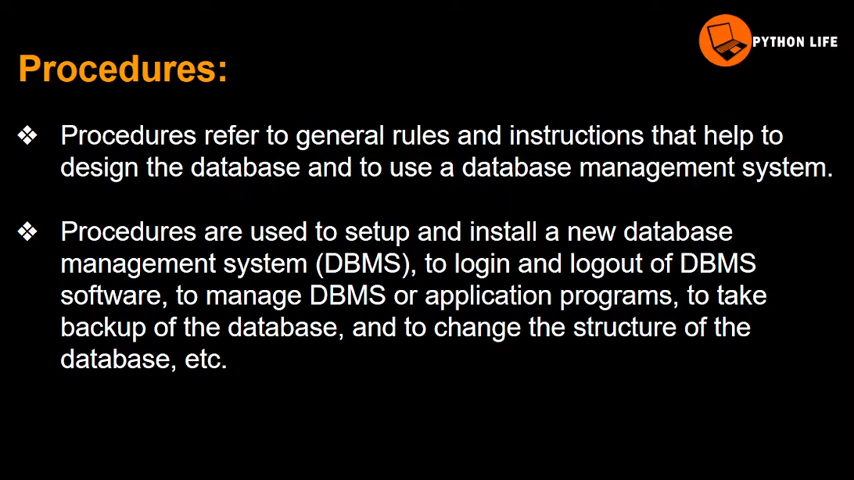 PYTHON LIFE
Procedures:
❖ Procedures refer to general rules and instructions that help to
design the database and to use a database management system.
❖ Procedures are used to setup and install a new database
management system (DBMS), to login and logout of DBMS
software, to manage DBMS or application programs, to take
backup of the database, and to change the structure of the
database, etc.